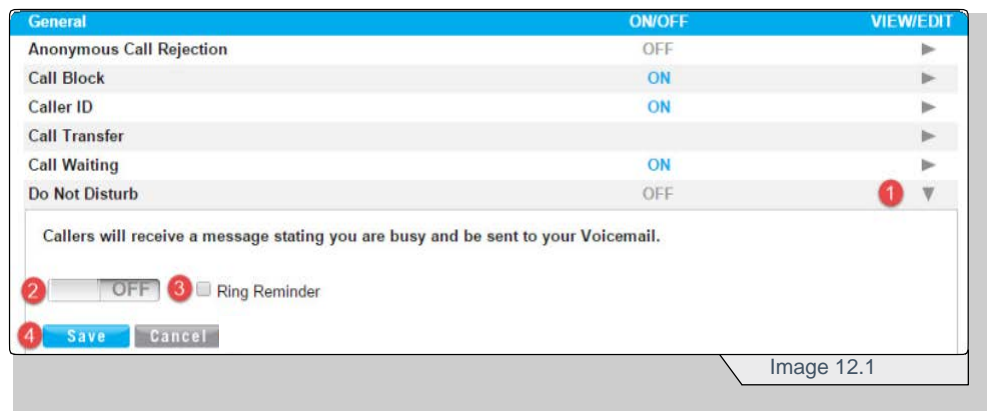 General ON/OFF VIEW/EDIT
Anonymous Call Rejection OFF
Call Block ON
Caller ID ON
Call Transfer
Call Waiting ON
Do Not Disturb OFF 1
Callers will receive a message stating you are busy and be sent to your Voicemail.
2 OFF 3 Ring Reminder
4 Save Cancel
Image 12.1